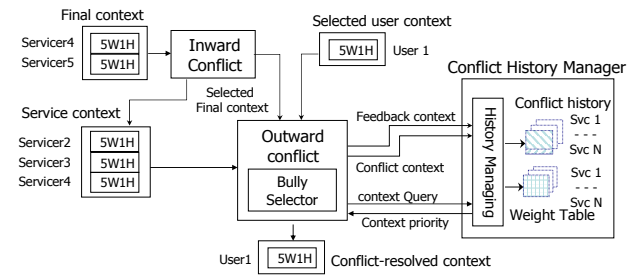 Final context
Servicer4
5W1H
Servicer5
5W1H
Inward
Conflict
Selected user context
5W1H
User 1
Selected
Final context
Service context
Servicer2
5W1H
Servicer3
5W1H
Servicer4
5W1H
Outward
conflict
Bully
Selector
Feedback context
Conflict context
context Query
Context priority
Conflict History Manager
History Managing
Conflict history
Svc 1
- - -
Svc N
Svc 1
- - -
Svc N
Weight Table
User1
5W1H
Conflict-resolved context